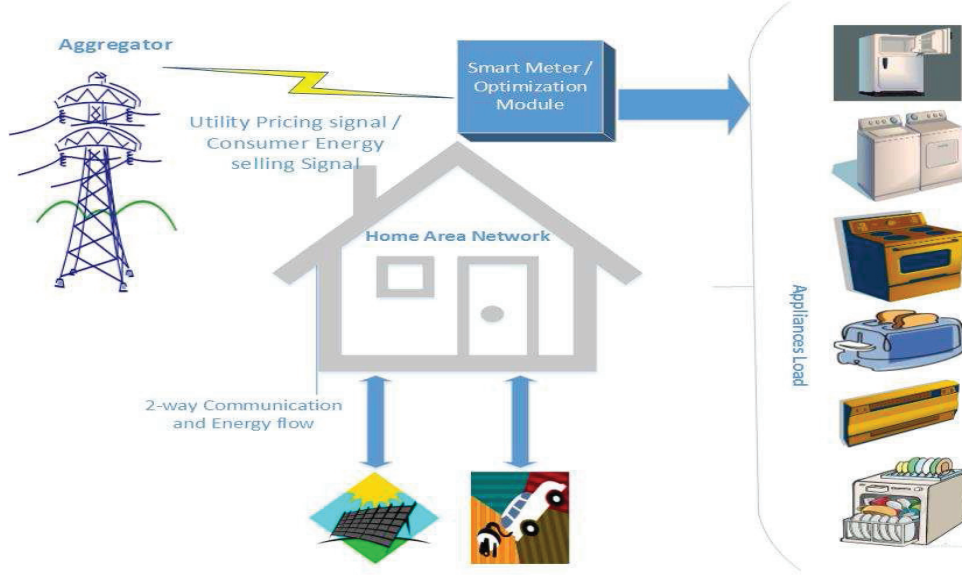 Aggregator
Smart Meter /
Optimization
Module
Utility Pricing signal /
Consumer Energy
selling Signal
Home Area Network
Appliances Load
2-way Communication
and Energy flow